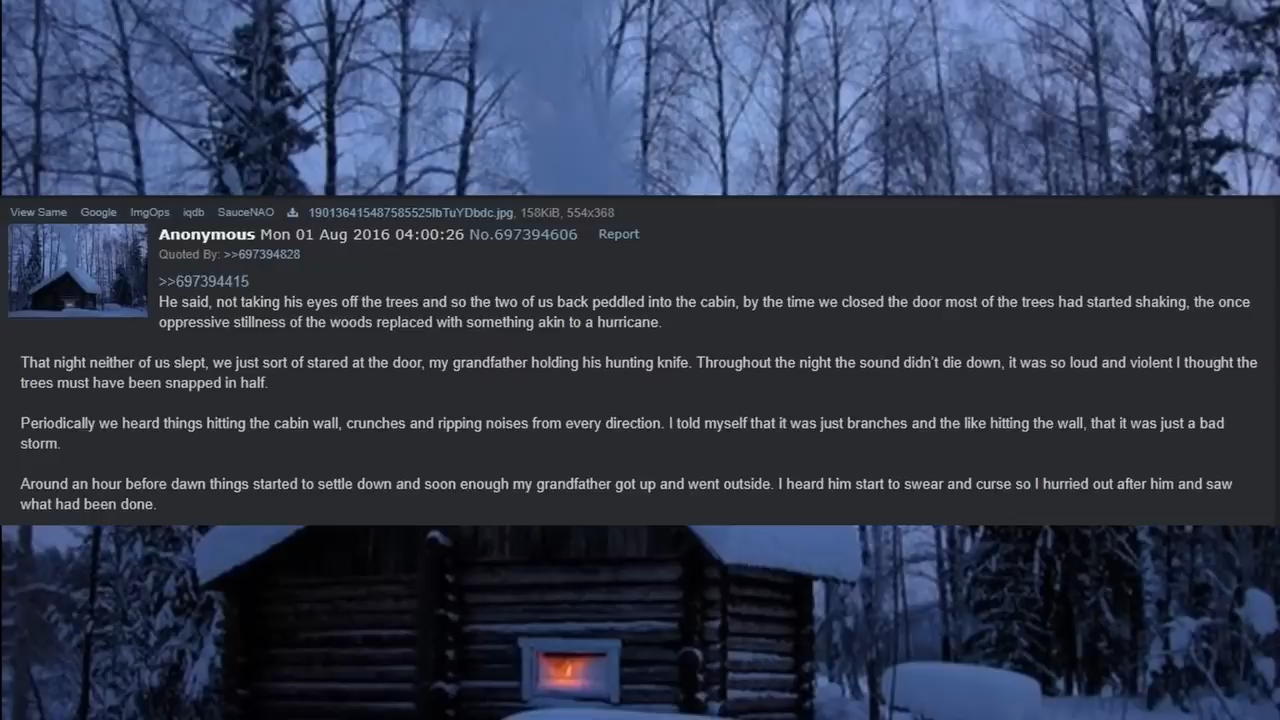 View Same Google ImgOps iqdb SauceNAO 190136415487585525lbTuYDbdc.jpg, 158KiB, 554x368
Anonymous Mon 01 Aug 2016 04:00:26 No.697394606 Report
Quoted By: >>697394828
>>697394415
He said, not taking his eyes off the trees and so the two of us back peddled into the cabin, by the time we closed the door most of the trees had started shaking, the once
oppressive stillness of the woods replaced with something akin to a hurricane.
That night neither of us slept, we just sort of stared at the door, my grandfather holding his hunting knife. Throughout the night the sound didn't die down, it was so loud and violent I thought the
trees must have been snapped in half.
Periodically we heard things hitting the cabin wall, crunches and ripping noises from every direction. I told myself that it was just branches and the like hitting the wall, that it was just a bad
storm.
Around an hour before dawn things started to settle down and soon enough my grandfather got up and went outside. I heard him start to swear and curse so I hurried out after him and saw
what had been done.